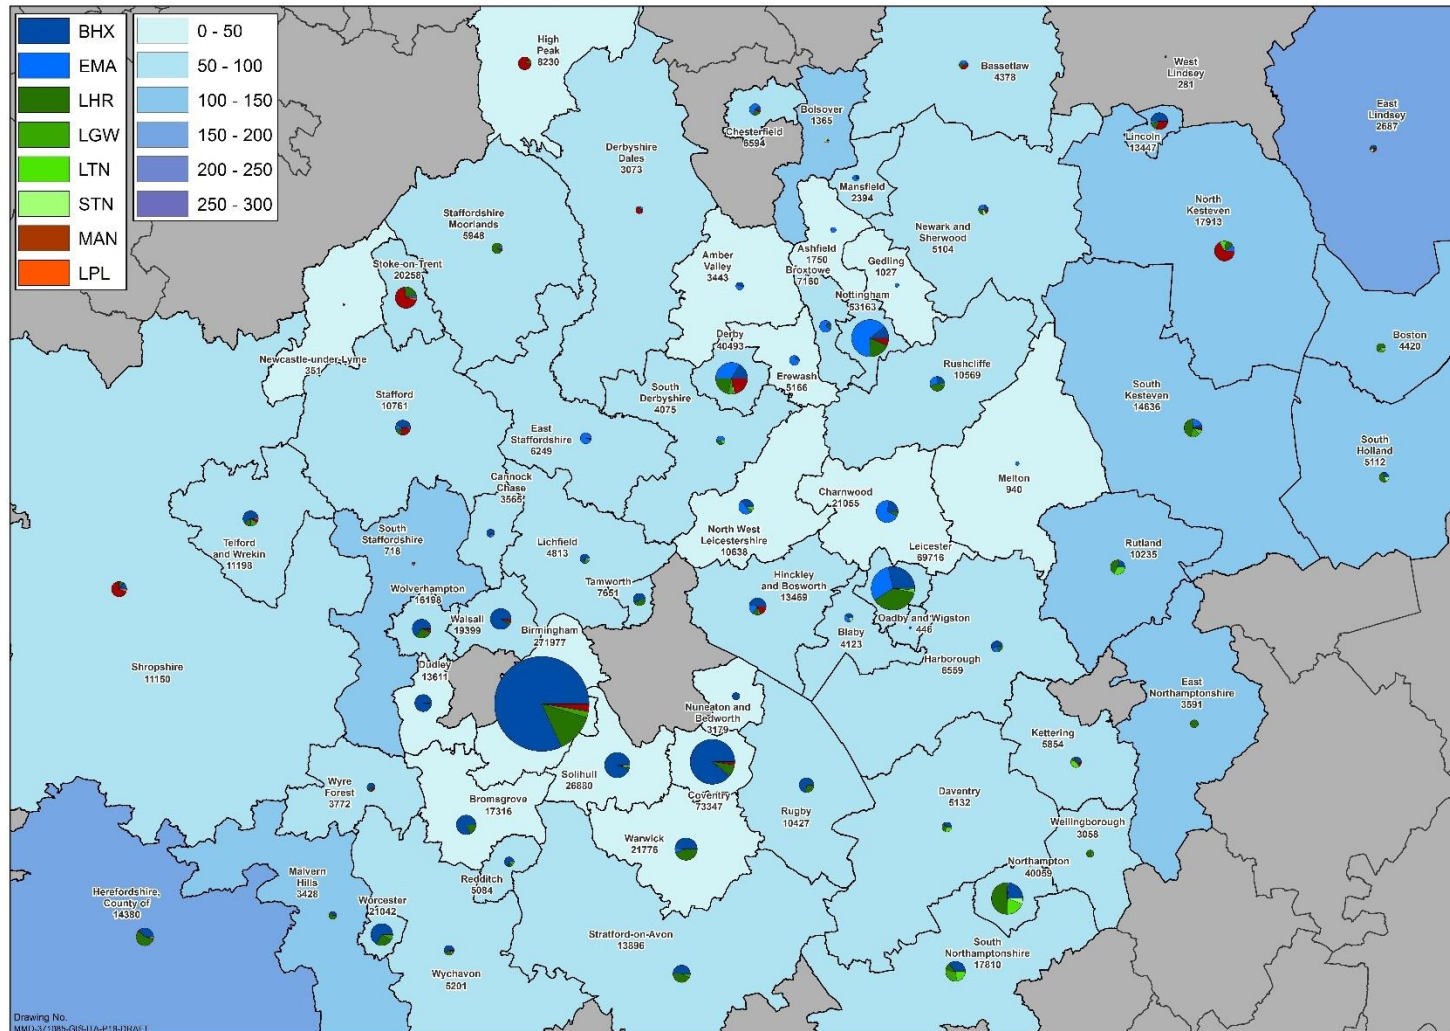 BHX
EMA
LHR
LGW
LTN
STN
MAN
LPL
0 - 50
50 - 100
100 - 150
150 - 200
200 - 250
250 - 300
High
Peak
8230
Bassetlaw
4378
West
Lindsey
281
East
Lindsey
2687
Bolsover
1365
Chesterfield
6594
Lincoln
13447
Derbyshire
Dales
3073
Mansfield
2394
North
Kesteven
17913
Staffordshire
Moorlands
5948
Newark and
Sherwood
5104
Ashfield
1750
Gedling
1027
Amber
Valley
3443
Broxtowe
7180
Stoke-on-Trent
20258
Nottingham
53163
Derby
40493
Boston
4420
Newcastle-under-Lyme
351
Erewash
5166
Rushcliffe
10569
South
Derbyshire
4075
South
Kesteven
14636
Stafford
10761
East
Staffordshire
6249
South
Holland
5112
Cannock
Chase
3565
Charnwood
21055
Melton
940
North West
Leicestershire
10638
Telford
and Wrekin
11198
South
Staffordshire
718
Lichfield
4813
Leicester
69716
Rutland
10235
Wolverhampton
16198
Tamworth
7651
Hinckley
and Bosworth
13469
Walsall
19399
Birmingham
271977
Oadby and Wigston
446
Blaby
4123
Harborough
6559
Shropshire
11150
Dudley
13611
East
Northamptonshire
3591
Nuneaton and
Bedworth
3179
Kettering
5854
Solihull
26880
Coventry
73347
Wyre
Forest
3772
Bromsgrove
17316
Rugby
10427
Daventry
5132
Wellingborough
3058
Warwick
21776
Northampton
40059
Malvern
Hills
3428
Redditch
5084
Herefordshire,
County of
14380
Worcester
21042
Stratford-on-Avon
13896
South
Northamptonshire
17810
Wychavon
5201
Drawing No.